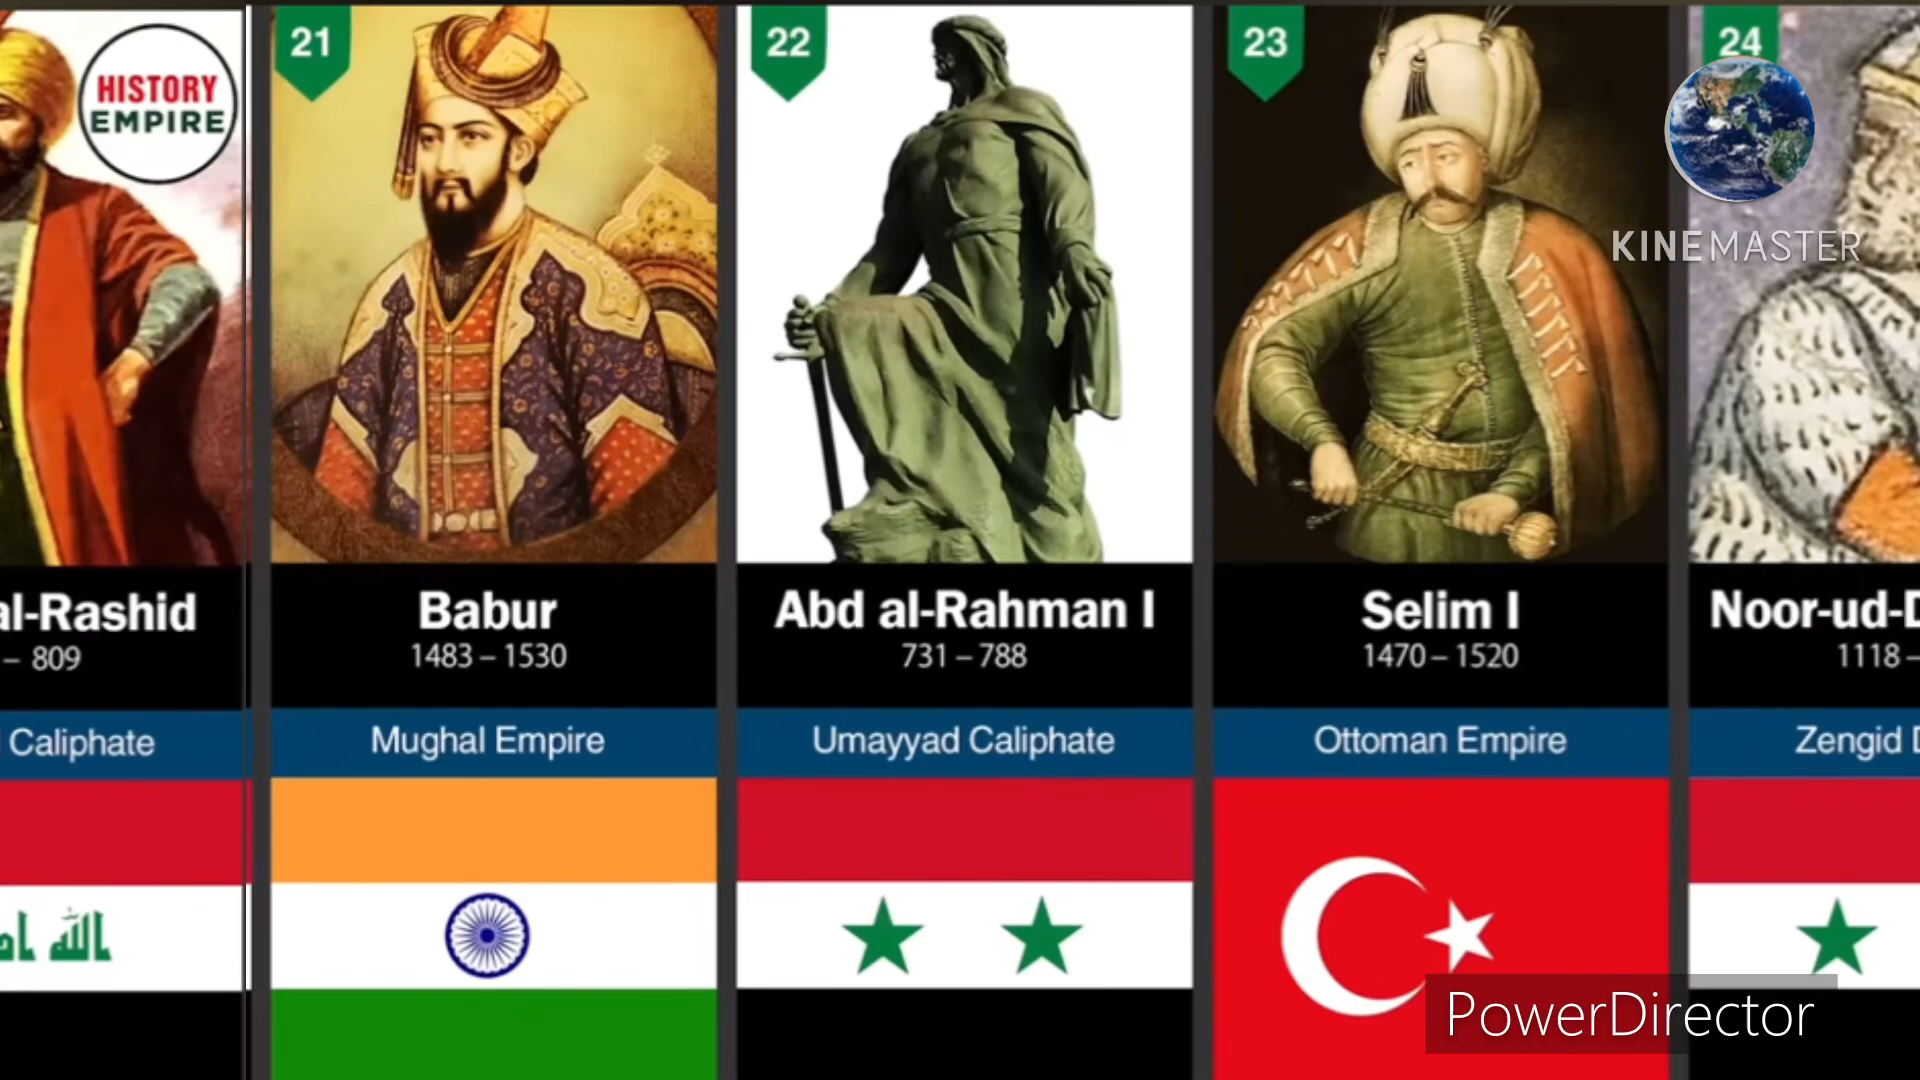 HISTORY
EMPIRE
al-Rashid
– 809
Caliphate
الله
21
Babur
1483 – 1530
Mughal Empire
22
Abd al-Rahman I
731 – 788
Umayyad Caliphate
23
Selim I
1470 – 1520
Ottoman Empire
24
KINEMASTER
Noor-ud-D
1118 –
Zengid
PowerDirector